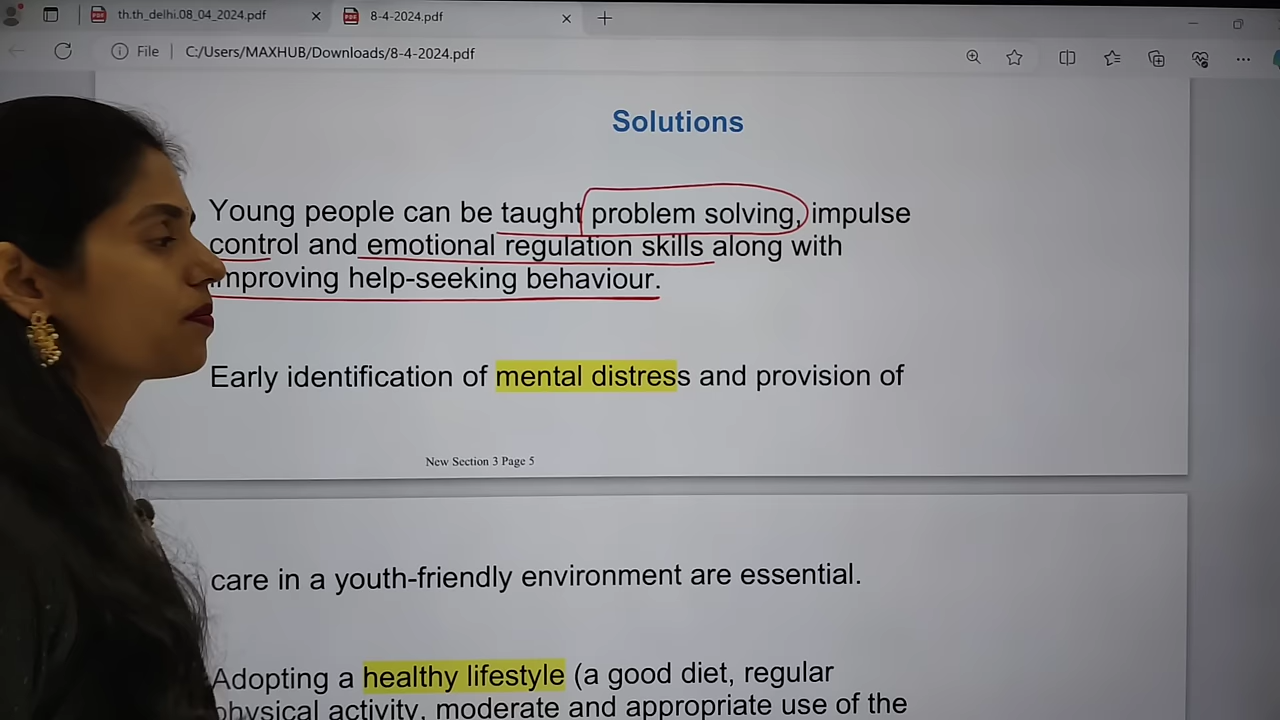 th.th_delhi.08_04_2024.pdf
8-4-2024.pdf
File
C:/Users/MAXHUB/Downloads/8-4-2024.pdf
Solutions
Young people can be taught problem solving, impulse
control and emotional regulation skills along with
improving help-seeking behaviour.
Early identification of mental distress and provision of
New Section 3 Page 5
care in a youth-friendly environment are essential.
Adopting a healthy lifestyle (a good diet, regular
physical activity, moderate and appropriate use of the